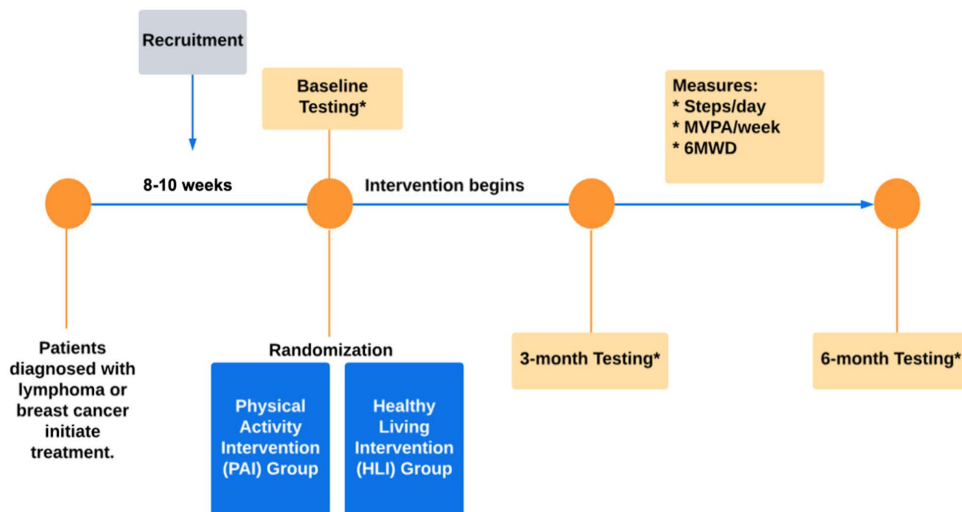 Recruitment
Baseline
Testing*
Measures:
* Steps/day
* MVPA/week
* 6MWD
8-10 weeks
Intervention begins
Patients
diagnosed with
lymphoma or
breast cancer
initiate
treatment.
Randomization
Physical
Activity
Intervention
(PAI) Group
Healthy
Living
Intervention
(HLI) Group
3-month Testing*
6-month Testing*